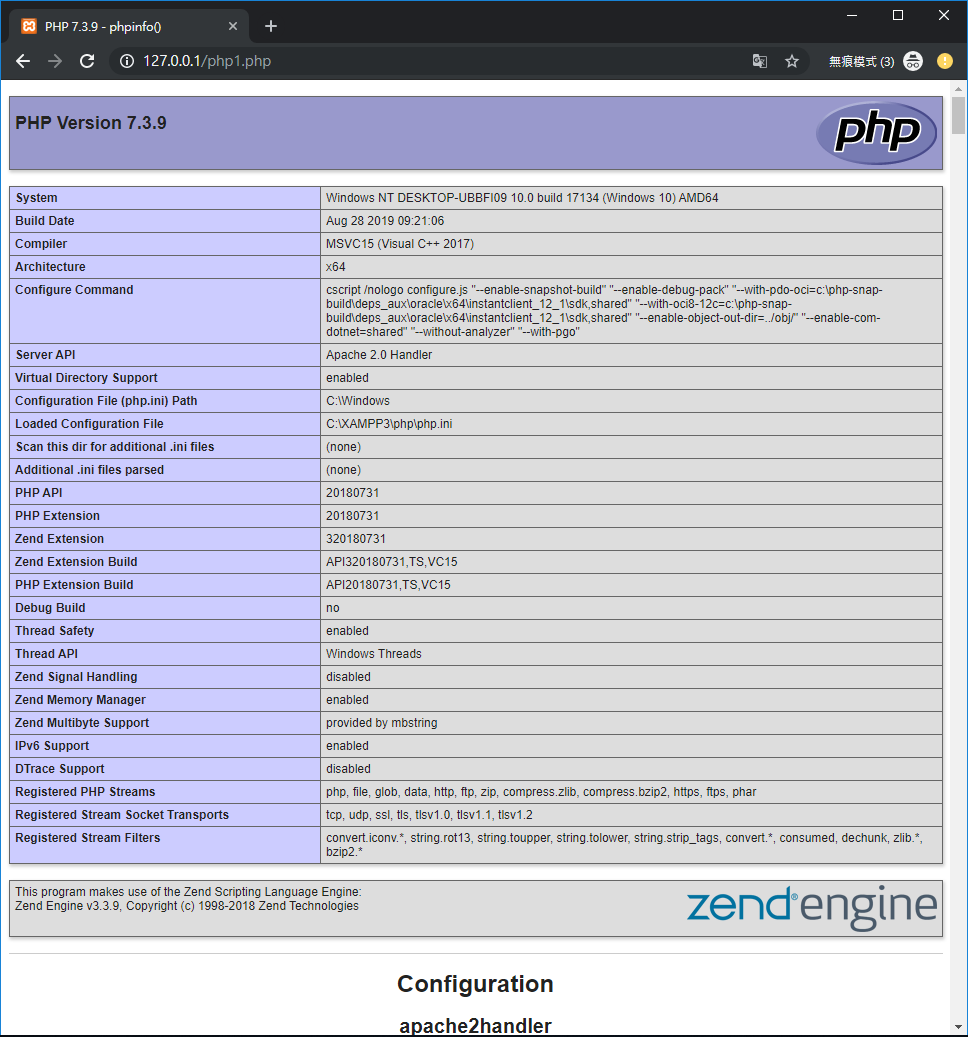 PHP 7.3.9 - phpinfo()
127.0.0.1/php1.php
無痕模式 (3)
PHP Version 7.3.9
php
System Windows NT DESKTOP-UBBFI09 10.0 build 17134 (Windows 10) AMD64
Build Date Aug 28 2019 09:21:06
Compiler MSVC15 (Visual C++ 2017)
Architecture x64
Configure Command cscript /nologo configure.js "--enable-snapshot-build" "--enable-debug-pack" "--with-pdo-oci=c:\php-snap-
build\deps_aux\oracle\x64\instantclient_12_1\sdk,shared" "--with-oci8-12c=c:\php-snap-
build\deps_aux\oracle\x64\instantclient_12_1\sdk,shared" "--enable-object-out-dir=../obj/" "--enable-com-
dotnet=shared" "--without-analyzer" "--with-pgo"
Server API Apache 2.0 Handler
Virtual Directory Support enabled
Configuration File (php.ini) Path C:\Windows
Loaded Configuration File C:\XAMPP3\php\php.ini
Scan this dir for additional .ini files (none)
Additional .ini files parsed (none)
PHP API 20180731
PHP Extension 20180731
Zend Extension 320180731
Zend Extension Build API320180731,TS,VC15
PHP Extension Build API20180731,TS,VC15
Debug Build no
Thread Safety enabled
Thread API Windows Threads
Zend Signal Handling disabled
Zend Memory Manager enabled
Zend Multibyte Support provided by mbstring
IPv6 Support enabled
DTrace Support disabled
Registered PHP Streams php, file, glob, data, http, ftp, zip, compress.zlib, compress.bzip2, https, ftps, phar
Registered Stream Socket Transports tcp, udp, ssl, tls, tlsv1.0, tlsv1.1, tlsv1.2
Registered Stream Filters convert.iconv.*, string.rot13, string.toupper, string.tolower, string.strip_tags, convert.*, consumed, dechunk, zlib.*,
bzip2.*
This program makes use of the Zend Scripting Language Engine:
Zend Engine v3.3.9, Copyright (c) 1998-2018 Zend Technologies
zend® engine
Configuration
apache2handler